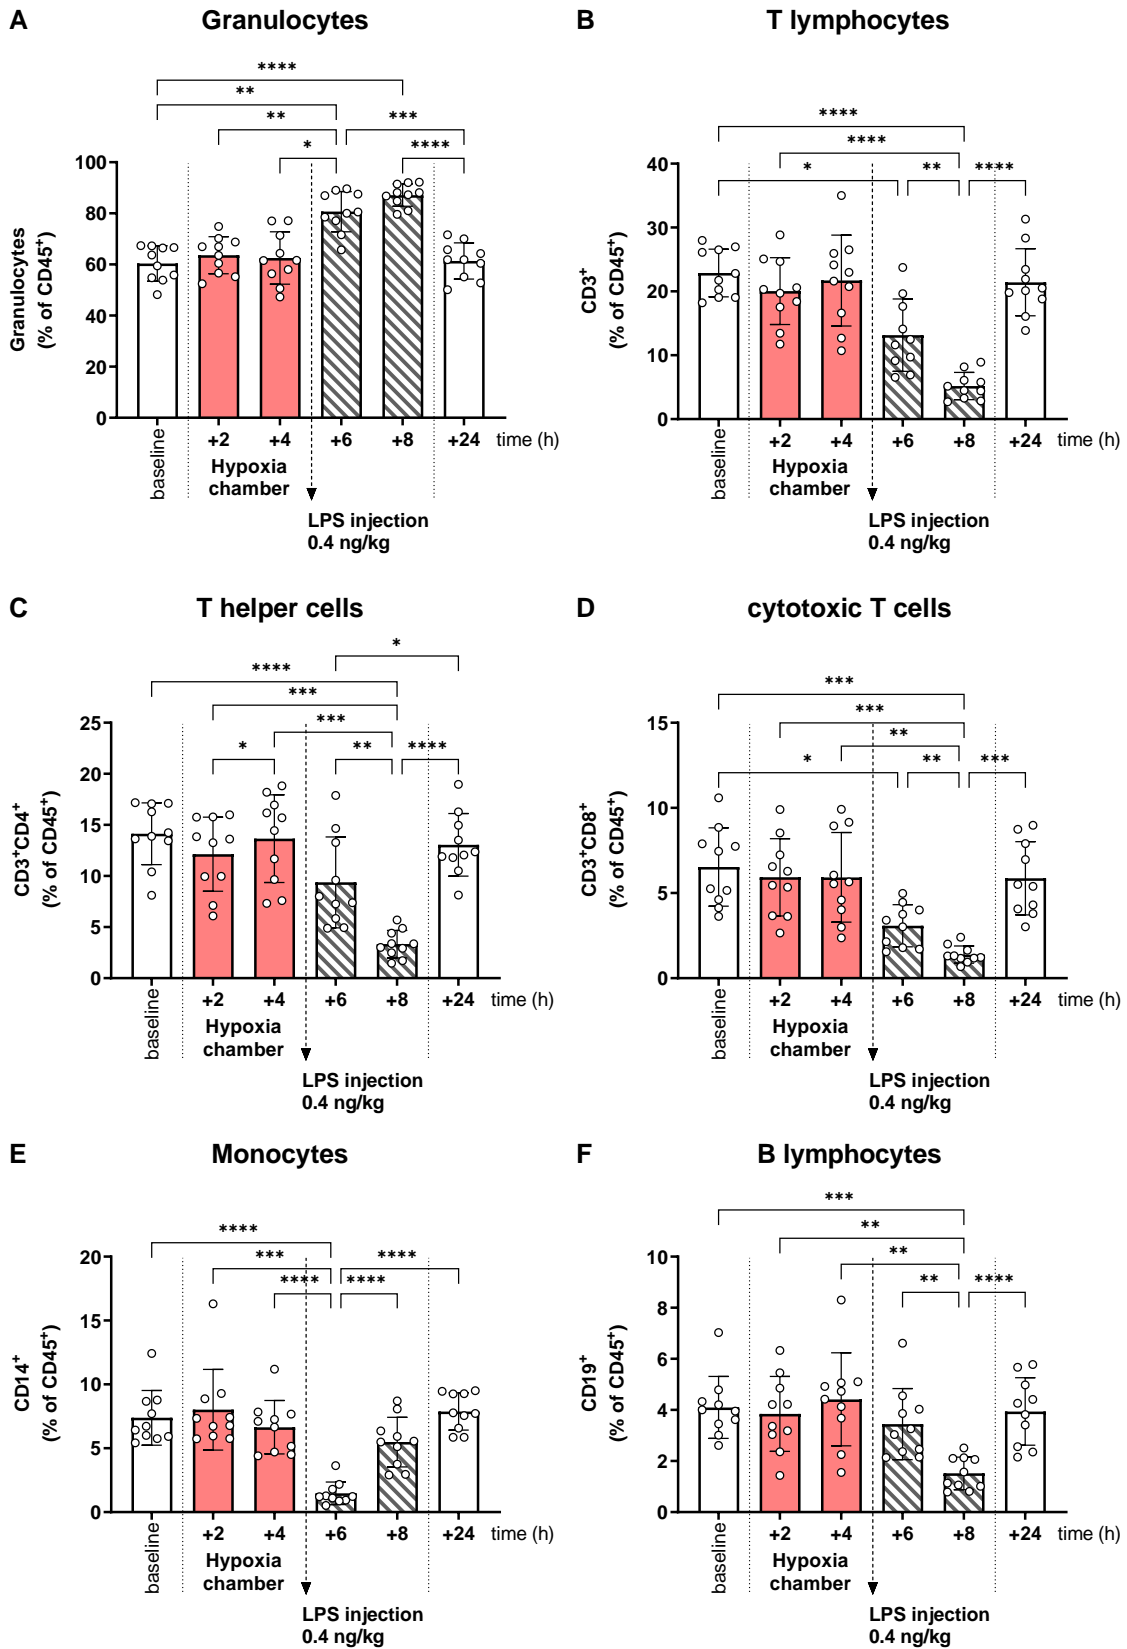 A
Granulocytes
****
**
** ***
* ****
Granulocytes
(% of CD45⁺)
100
80
60
40
20
0
baseline
+2 +4 +6 +8 +24 time (h)
Hypoxia
chamber
LPS injection
0.4 ng/kg
B
T lymphocytes
****
****
* ** ****
CD3⁺
(% of CD45⁺)
40
30
20
10
0
baseline
+2 +4 +6 +8 +24 time (h)
Hypoxia
chamber
LPS injection
0.4 ng/kg
C
T helper cells
*
****
***
***
* ** ****
CD3⁺CD4⁺
(% of CD45⁺)
25
20
15
10
5
0
baseline
+2 +4 +6 +8 +24 time (h)
Hypoxia
chamber
LPS injection
0.4 ng/kg
D
cytotoxic T cells
***
***
**
* ** ***
CD3⁺CD8⁺
(% of CD45⁺)
15
10
5
0
baseline
+2 +4 +6 +8 +24 time (h)
Hypoxia
chamber
LPS injection
0.4 ng/kg
E
Monocytes
****
*** ****
**** ****
CD14⁺
(% of CD45⁺)
20
15
10
5
0
baseline
+2 +4 +6 +8 +24 time (h)
Hypoxia
chamber
LPS injection
0.4 ng/kg
F
B lymphocytes
***
**
**
** ****
CD19⁺
(% of CD45⁺)
10
8
6
4
2
0
baseline
+2 +4 +6 +8 +24 time (h)
Hypoxia
chamber
LPS injection
0.4 ng/kg